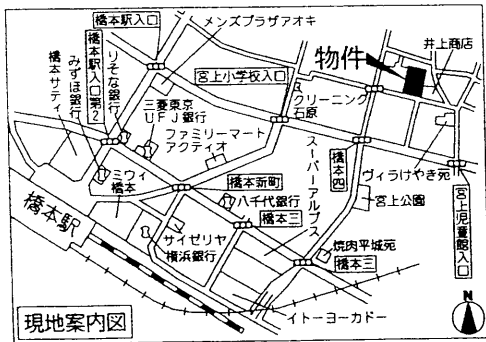 橋本駅入口
メンズプラザアオキ
物件
井上商店
橋本駅入口第2
りそな銀行
みずほ銀行
橋本サティ
宮上小学校入口
クリーニング
石原
三菱東京
UFJ銀行
ファミリーマート
アクティオ
スーパーアルプス
橋本四
ヴィラけやき苑
宮上児童館入口
ミウィ
橋本
橋本新町
八千代銀行
橋本三
宮上公園
橋本駅
サイゼリヤ
横浜銀行
焼肉平城苑
橋本三
イトーヨーカドー
現地案内図
N